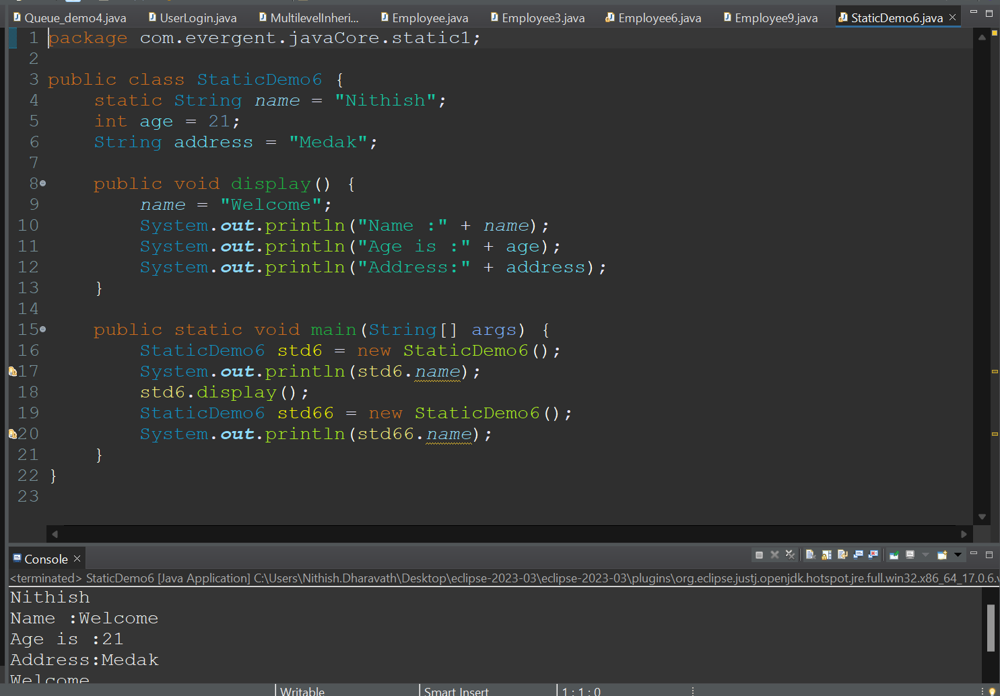 Queue_demo4.java UserLogin.java MultilevelInheri... Employee.java Employee3.java Employee6.java Employee9.java StaticDemo6.java
1 package com.evergent.javaCore.static1;
2
3 public class StaticDemo6 {
4 static String name = "Nithish";
5 int age = 21;
6 String address = "Medak";
7
8 public void display() {
9 name = "Welcome";
10 System.out.println("Name :" + name);
11 System.out.println("Age is :" + age);
12 System.out.println("Address:" + address);
13 }
14
15 public static void main(String[] args) {
16 StaticDemo6 std6 = new StaticDemo6();
17 System.out.println(std6.name);
18 std6.display();
19 StaticDemo6 std66 = new StaticDemo6();
20 System.out.println(std66.name);
21 }
22 }
23
Console
<terminated> StaticDemo6 [Java Application] C:\Users\Nithish.Dharavath\Desktop\eclipse-2023-03\eclipse-2023-03\plugins\org.eclipse.justj.openjdk.hotspot.jre.full.win32.x86_64_17.0.6.v
Nithish
Name :Welcome
Age is :21
Address:Medak
Welcome
Writable Smart Insert 1 : 1 : 0